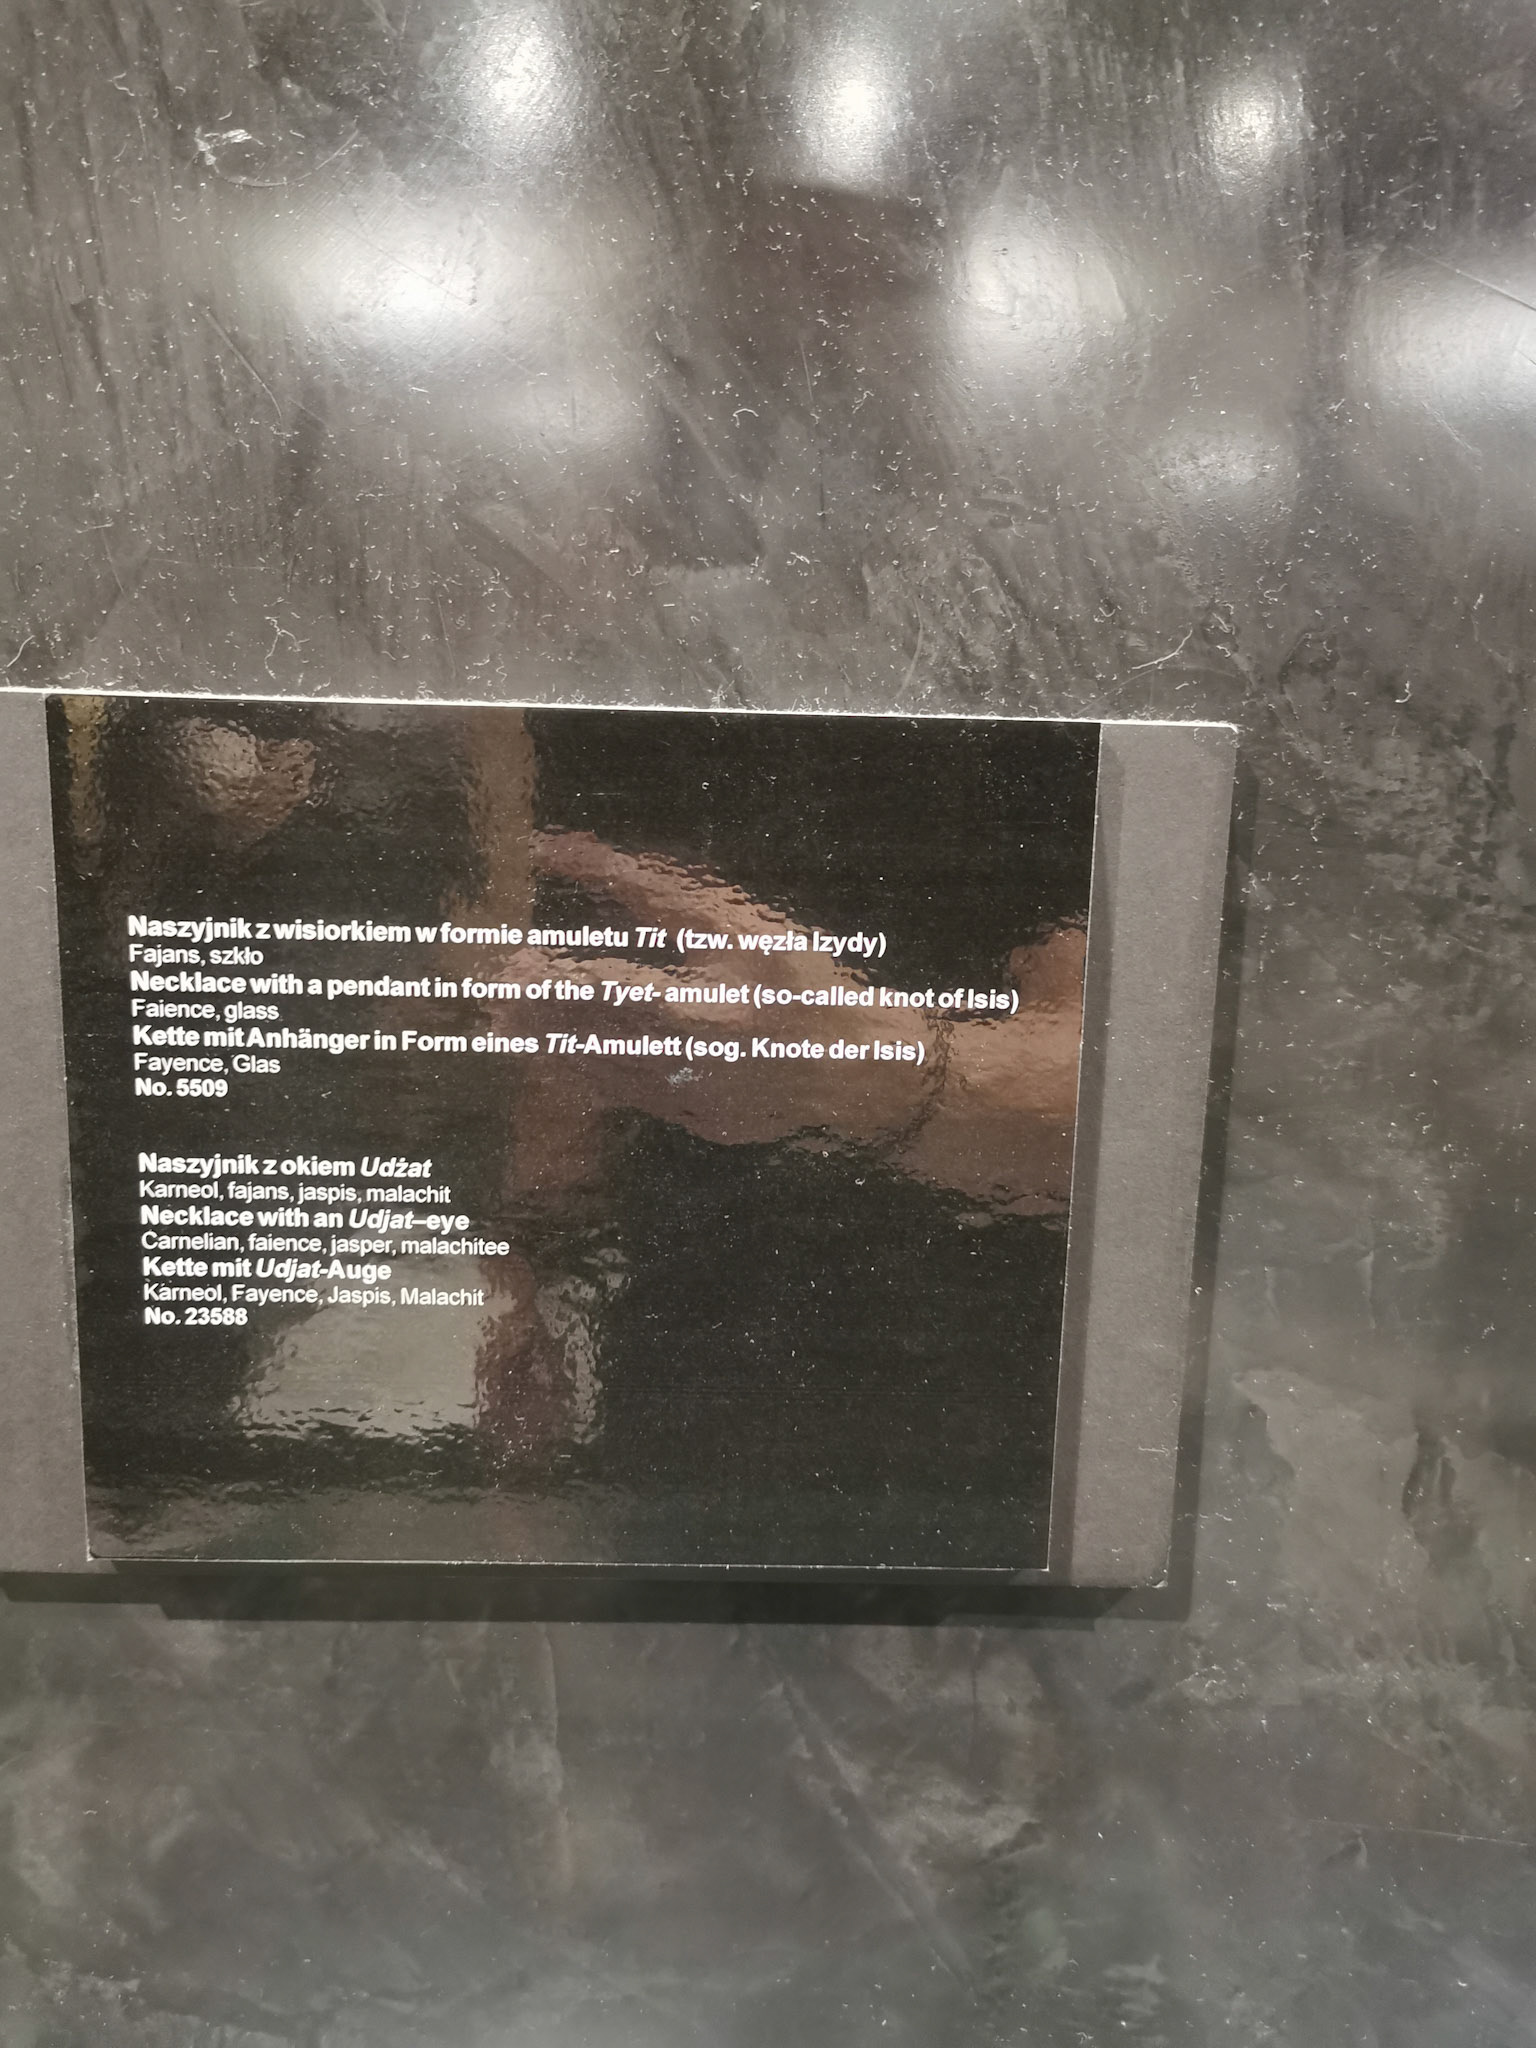 Naszyjnik z wisiorkiem w formie amuletu Tit (tzw. węzła Izydy)
Fajans, szkło
Necklace with a pendant in form of the Tyet- amulet (so-called knot of Isis)
Faience, glass
Kette mit Anhänger in Form eines Tit-Amulett (sog. Knote der Isis)
Fayence, Glas
No. 5509
Naszyjnik z okiem Udżat
Karneol, fajans, jaspis, malachit
Necklace with an Udjat–eye
Carnelian, faience, jasper, malachitee
Kette mit Udjat-Auge
Karneol, Fayence, Jaspis, Malachit
No. 23588